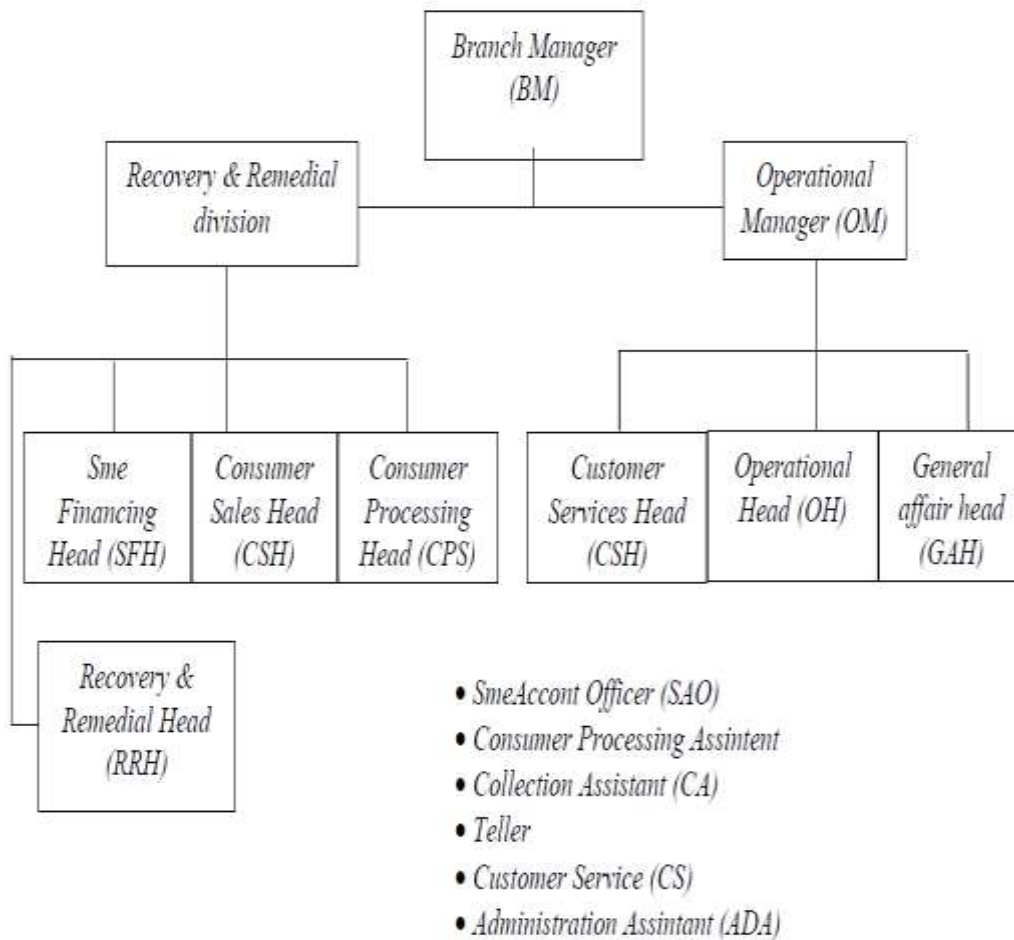 Branch Manager
(BM)
Recovery & Remedial
division
Operational
Manager (OM)
Sme
Financing
Head (SFH)
Consumer
Sales Head
(CSH)
Consumer
Processing
Head (CPS)
Customer
Services Head
(CSH)
Operational
Head (OH)
General
affair head
(GAH)
Recovery &
Remedial Head
(RRH)
• SmeAccont Officer (SAO)
• Consumer Processing Assintent
• Collection Assistant (CA)
• Teller
• Customer Service (CS)
• Administration Assintant (ADA)